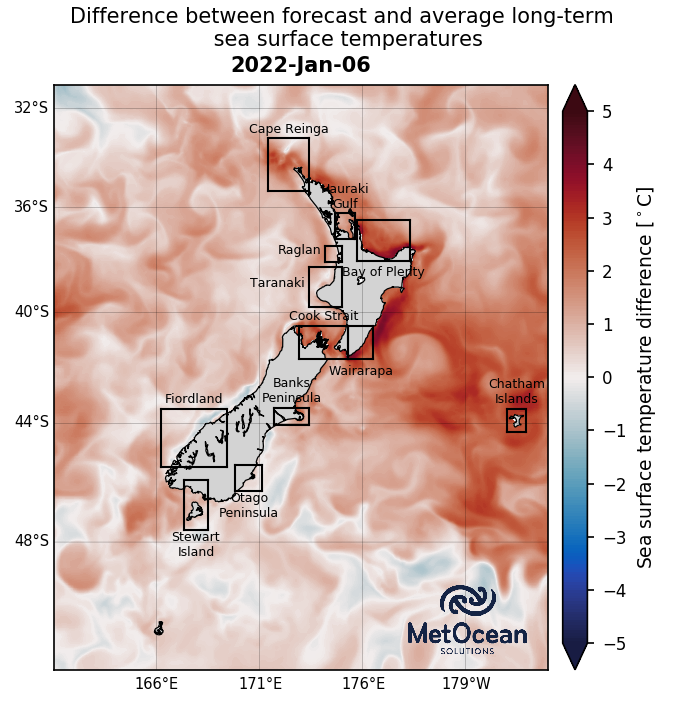 Difference between forecast and average long-term
sea surface temperatures
2022-Jan-06
32°S
36°S
40°S
44°S
48°S
166°E
171°E
176°E
179°W
Cape Reinga
Hauraki
Gulf
Raglan
Bay of Plenty
Taranaki
Cook Strait
Wairarapa
Banks
Peninsula
Chatham
Islands
Fiordland
Otago
Peninsula
Stewart
Island
MetOcean
SOLUTIONS
5
4
3
2
1
0
−1
−2
−3
−4
−5
Sea surface temperature difference [°C]